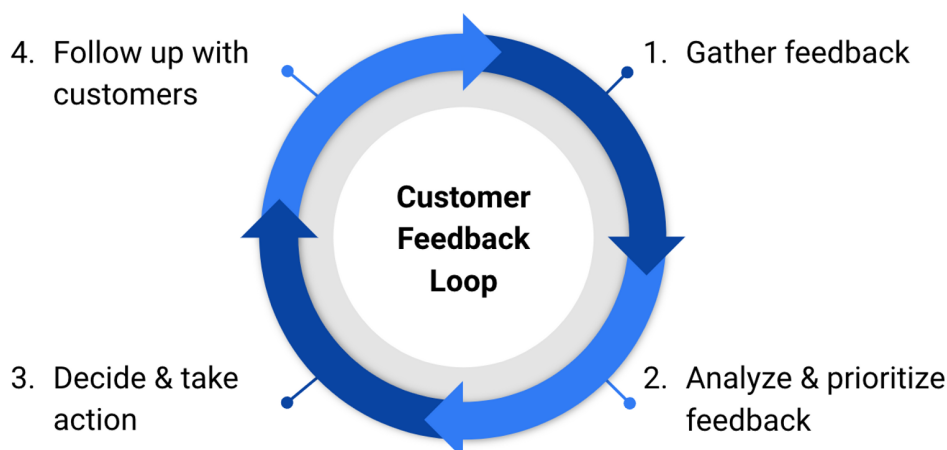 1. Gather feedback
2. Analyze & prioritize
feedback
3. Decide & take
action
4. Follow up with
customers
Customer
Feedback
Loop